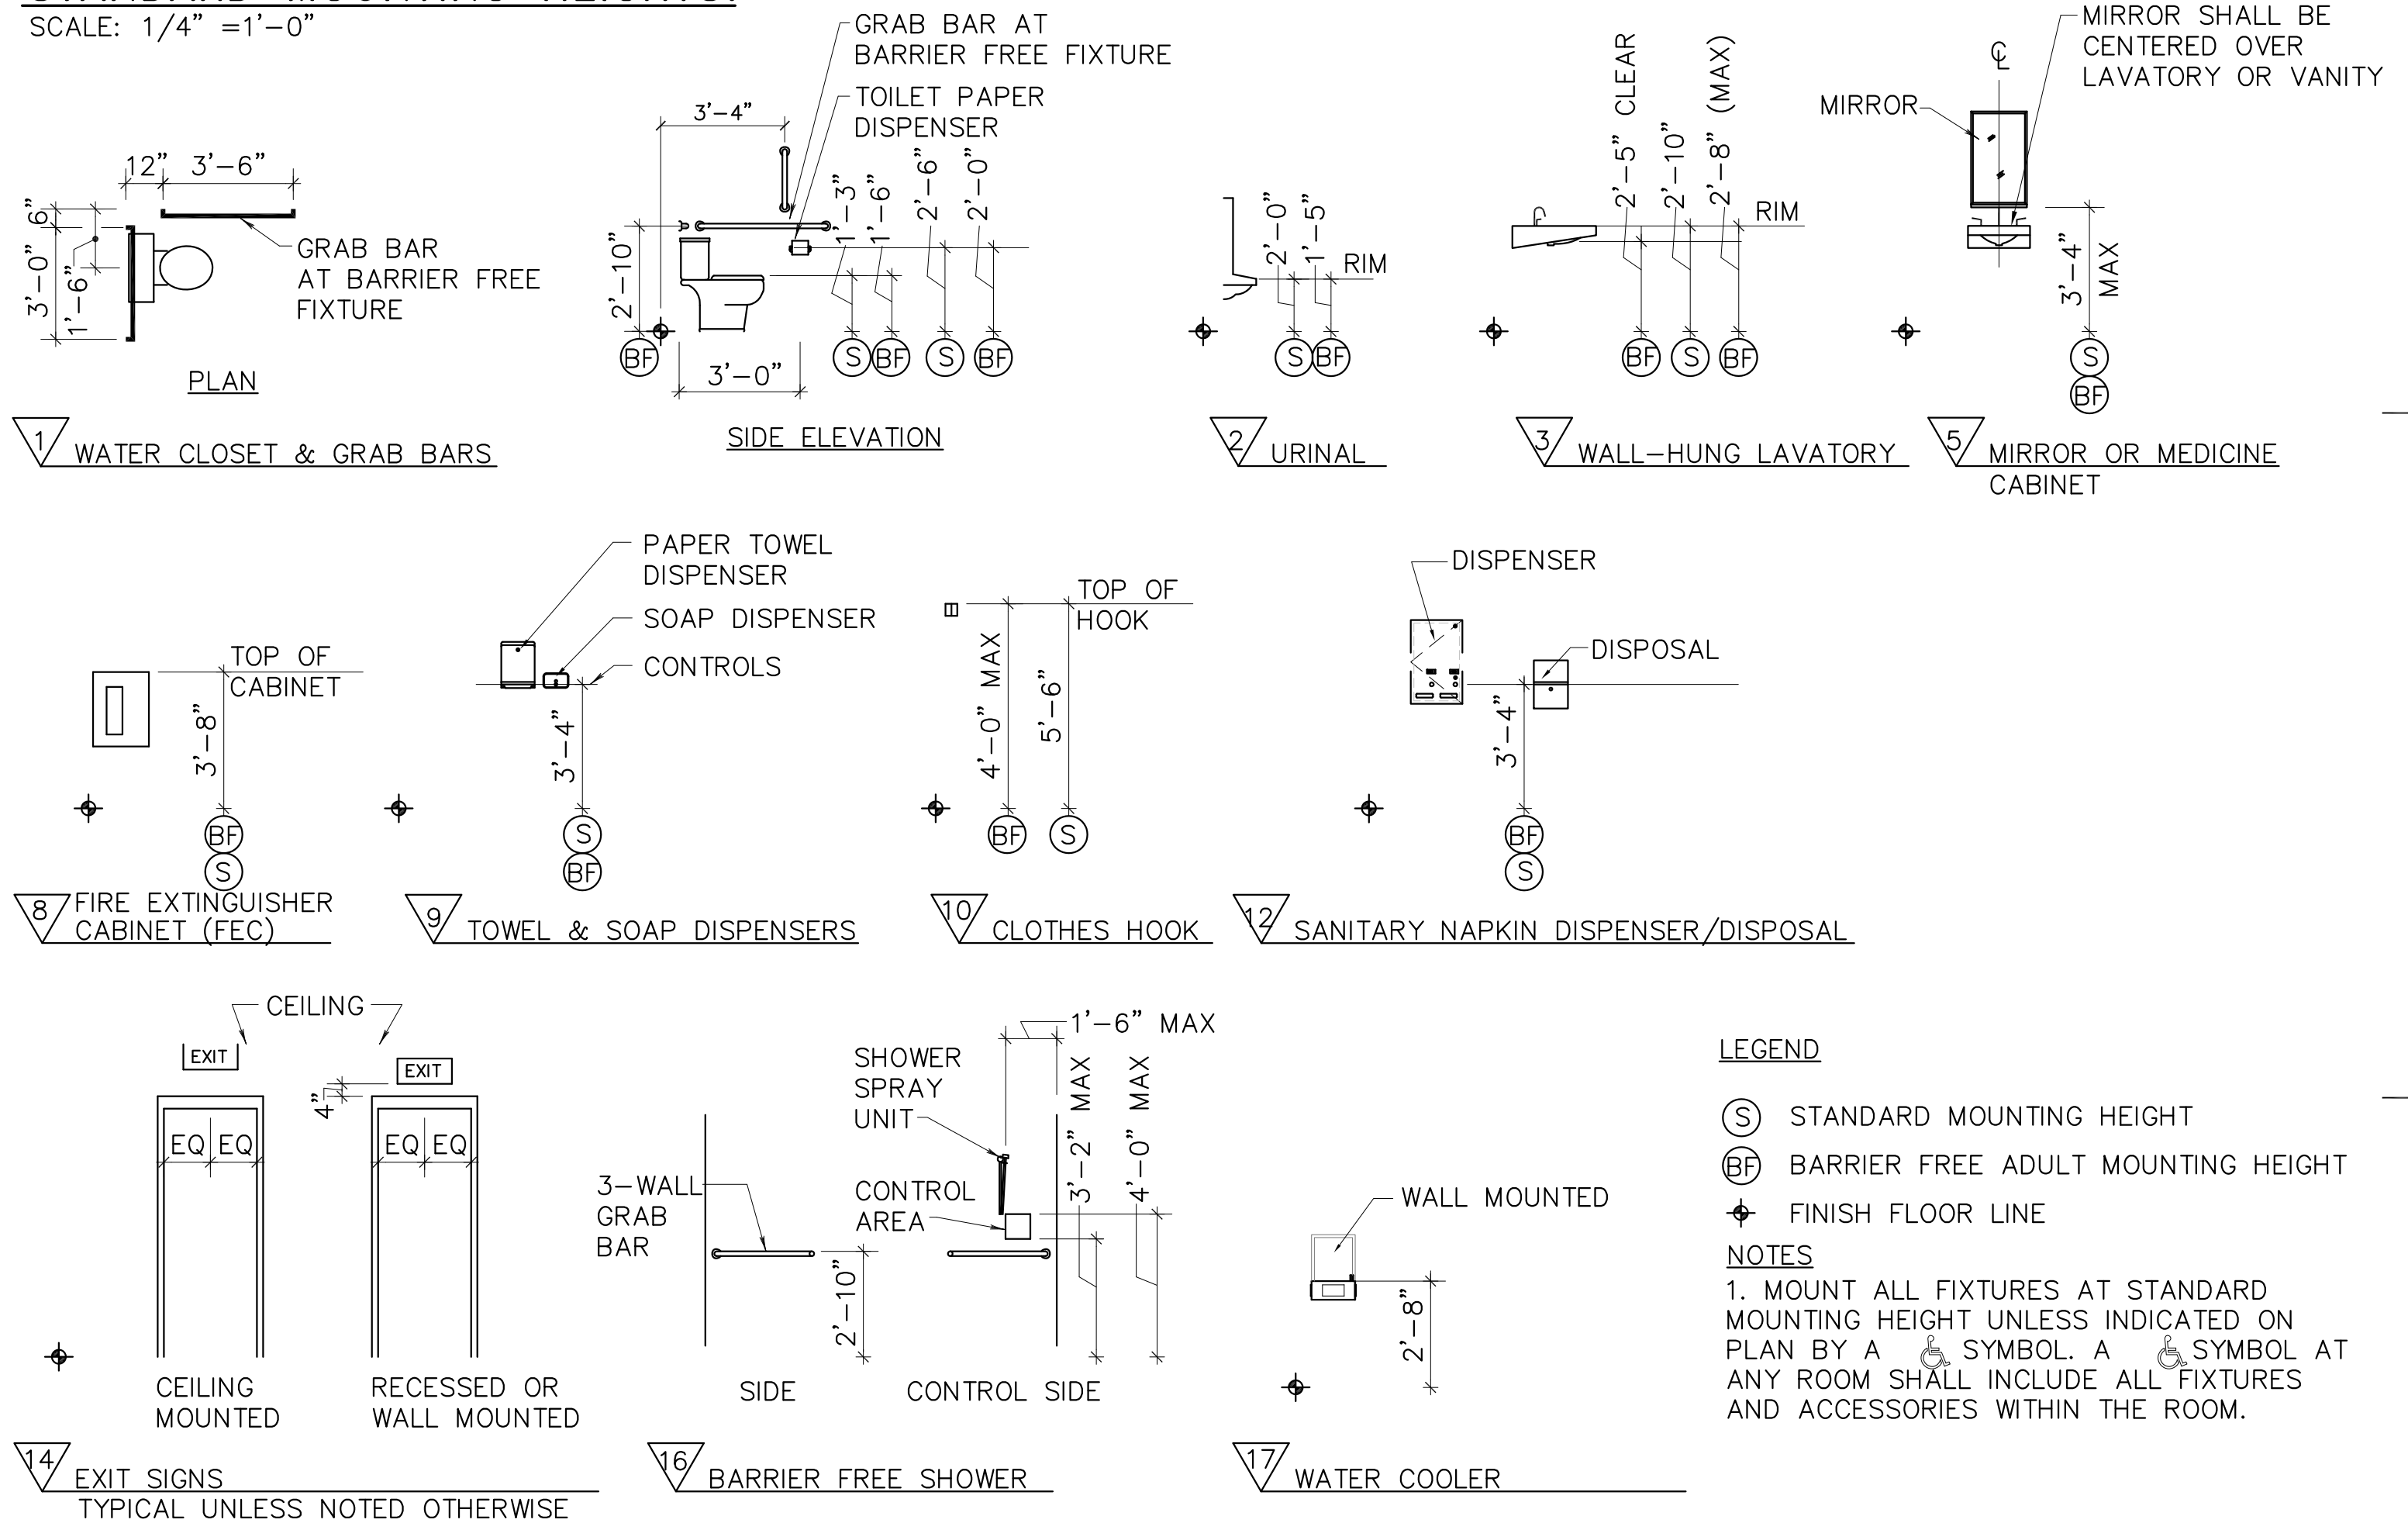 SCALE: 1/4" =1'-0"
12" 3'-6"
6"
3'-0"
1'-6"
GRAB BAR
AT BARRIER FREE
FIXTURE
PLAN
1 WATER CLOSET & GRAB BARS
GRAB BAR AT
BARRIER FREE FIXTURE
TOILET PAPER
DISPENSER
3'-4"
2'-10"
1'-3"
1'-6"
2'-6"
2'-0"
BF
3'-0"
S BF S BF
SIDE ELEVATION
2'-0"
1'-5"
RIM
S BF
2 URINAL
2'-5" CLEAR
2'-10"
2'-8" (MAX)
RIM
BF S BF
3 WALL-HUNG LAVATORY
MIRROR SHALL BE
CENTERED OVER
LAVATORY OR VANITY
CL
MIRROR
3'-4"
MAX
S
BF
5 MIRROR OR MEDICINE
CABINET
TOP OF
CABINET
3'-8"
BF
S
8 FIRE EXTINGUISHER
CABINET (FEC)
PAPER TOWEL
DISPENSER
SOAP DISPENSER
CONTROLS
3'-4"
S
BF
9 TOWEL & SOAP DISPENSERS
TOP OF
HOOK
4'-0" MAX
5'-6"
BF S
10 CLOTHES HOOK
DISPENSER
DISPOSAL
3'-4"
BF
S
12 SANITARY NAPKIN DISPENSER/DISPOSAL
CEILING
EXIT
EXIT
4"
EQ EQ
EQ EQ
CEILING
MOUNTED
RECESSED OR
WALL MOUNTED
14 EXIT SIGNS
TYPICAL UNLESS NOTED OTHERWISE
1'-6" MAX
SHOWER
SPRAY
UNIT
3'-2" MAX
4'-0" MAX
3-WALL
GRAB
BAR
CONTROL
AREA
2'-10"
SIDE
CONTROL SIDE
16 BARRIER FREE SHOWER
WALL MOUNTED
2'-8"
17 WATER COOLER
LEGEND
S STANDARD MOUNTING HEIGHT
BF BARRIER FREE ADULT MOUNTING HEIGHT
FINISH FLOOR LINE
NOTES
1. MOUNT ALL FIXTURES AT STANDARD
MOUNTING HEIGHT UNLESS INDICATED ON
PLAN BY A SYMBOL. A SYMBOL AT
ANY ROOM SHALL INCLUDE ALL FIXTURES
AND ACCESSORIES WITHIN THE ROOM.